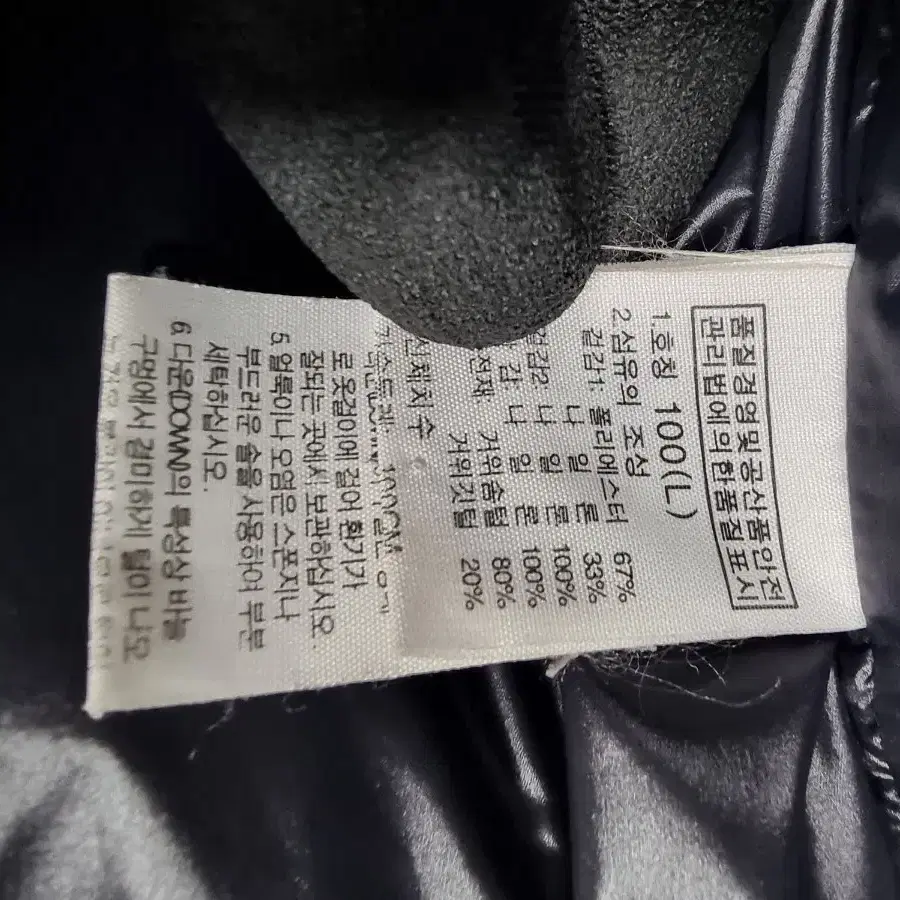 품질경영및공산품안전
관리법에의한품질표시
1.호칭 100(L)
2.섬유의 조성
겉감1 폴리에스터 67%
나 일 론 33%
겉감2 나 일 론 100%
감 나 일 론 100%
전재 거위솜털 80%
거위깃털 20%
신체치수
로 옷걸이에 걸어 환기가
잘되는 곳에서 보관하십시오.
5. 얼룩이나 오염은 스폰지나
부드러운 솔을 사용하여 부분
세탁하십시오.
6. 다운(DOWN)의 특성상 바늘
구멍에서 미미하게 털이 나오